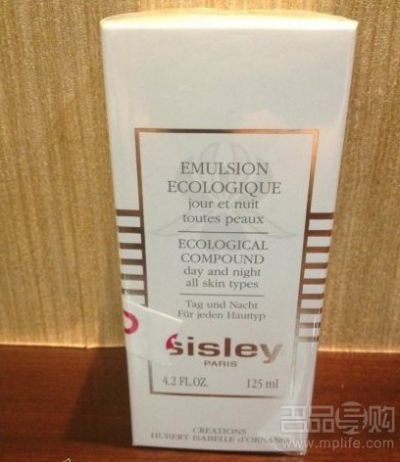 EMULSION
ECOLOGIQUE
jour et nuit
toutes peaux
ECOLOGICAL
COMPOUND
day and night
all skin types
Tag und Nacht
Für jeden Hauttyp
sisley
PARIS
4.2 FL.OZ. 125 ml
CREATIONS
HUBERT ISABELLE d'ORNANO
www.mplife.com